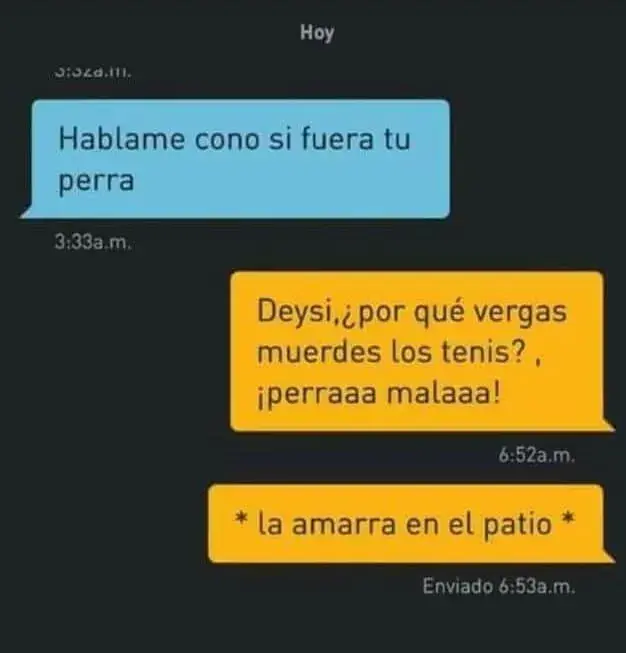 Hoy
3:32a.m.
Hablame cono si fuera tu
perra
3:33a.m.
Deysi,¿por qué vergas
muerdes los tenis? ,
¡perraaa malaaa!
6:52a.m.
* la amarra en el patio *
Enviado 6:53a.m.